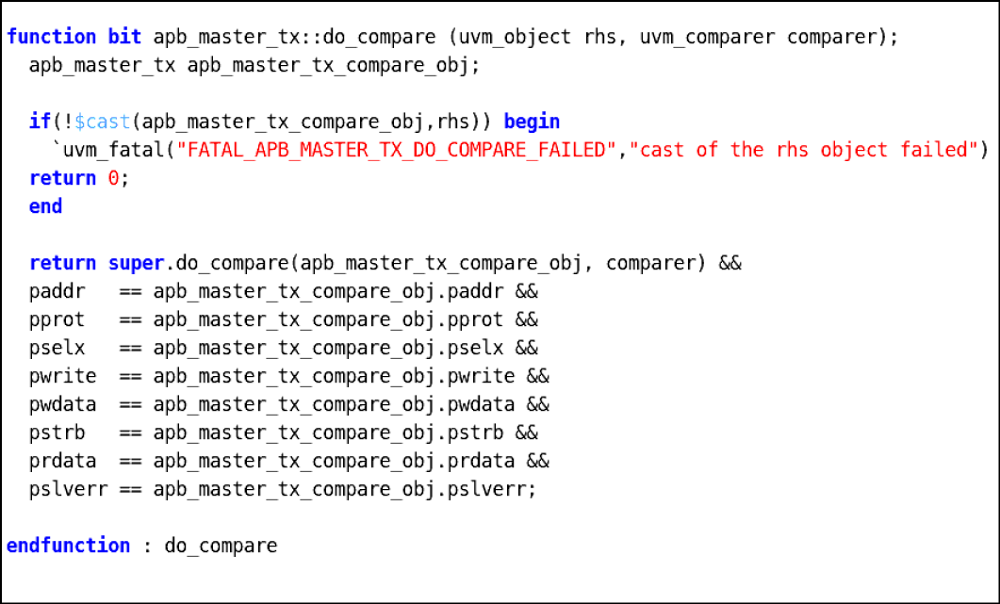 function bit apb_master_tx::do_compare (uvm_object rhs, uvm_comparer comparer);
  apb_master_tx apb_master_tx_compare_obj;

  if(!$cast(apb_master_tx_compare_obj,rhs)) begin
    `uvm_fatal("FATAL_APB_MASTER_TX_DO_COMPARE_FAILED","cast of the rhs object failed")
  return 0;
  end

  return super.do_compare(apb_master_tx_compare_obj, comparer) &&
  paddr   == apb_master_tx_compare_obj.paddr &&
  pprot   == apb_master_tx_compare_obj.pprot &&
  pselx   == apb_master_tx_compare_obj.pselx &&
  pwrite  == apb_master_tx_compare_obj.pwrite &&
  pwdata  == apb_master_tx_compare_obj.pwdata &&
  pstrb   == apb_master_tx_compare_obj.pstrb &&
  prdata  == apb_master_tx_compare_obj.prdata &&
  pslverr == apb_master_tx_compare_obj.pslverr;

endfunction : do_compare